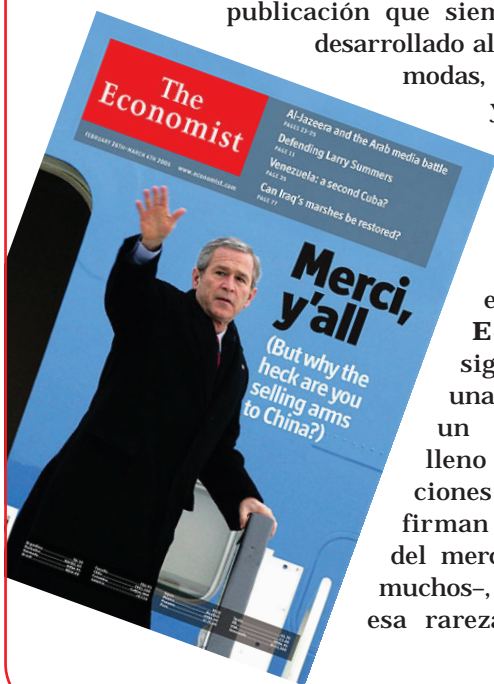 publicación que siem
desarrollado al
modas,
y
e
E
sig
una
un
lleno
ciones
firman
del merc
muchos–,
esa rareza
The
Economist
FEBRUARY 26TH–MARCH 4TH 2005 www.economist.com
Al-Jazeera and the Arab media battle
PAGES 23-25
Defending Larry Summers
PAGE 11
Venezuela: a second Cuba?
Can Iraq's marshes be restored?
PAGE 77
Merci,
y'all
(But why the
heck are you
selling arms
to China?)